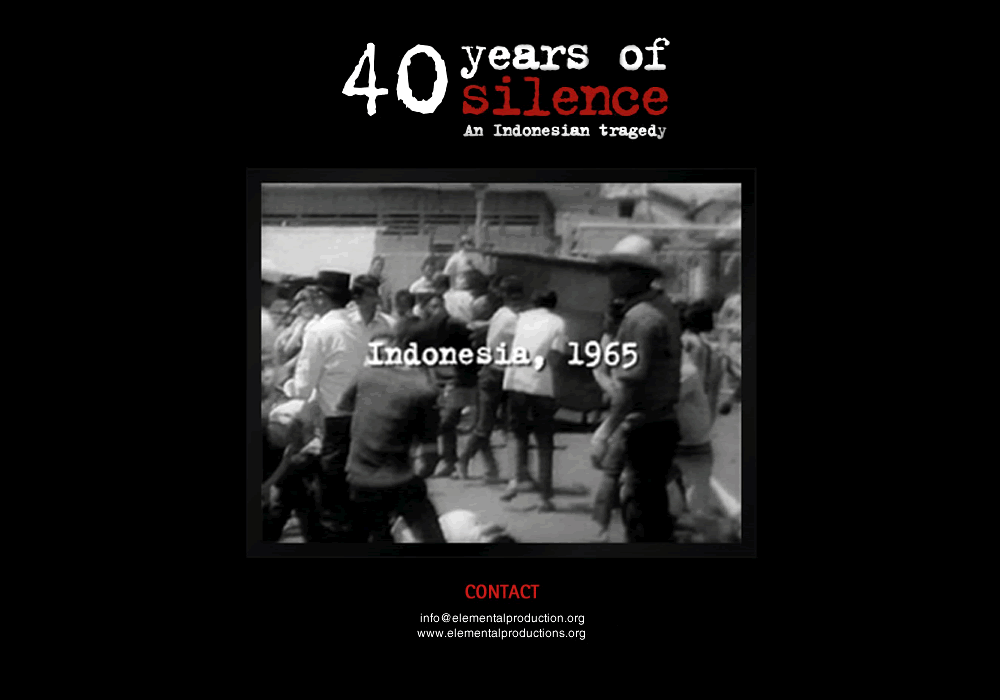 40 years of
silence
An Indonesian tragedy
Indonesia, 1965
CONTACT
info@elementalproduction.org
www.elementalproductions.org